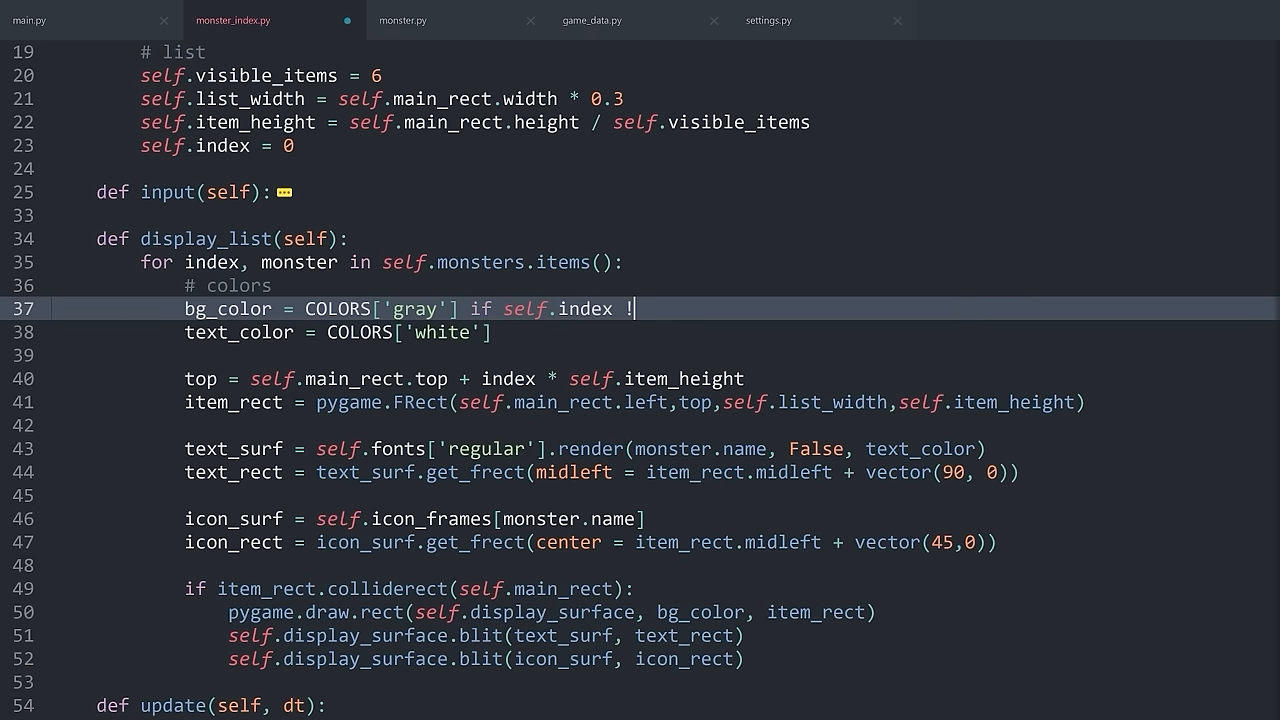 main.py
monster_index.py
monster.py
game_data.py
settings.py
19 # list
20 self.visible_items = 6
21 self.list_width = self.main_rect.width * 0.3
22 self.item_height = self.main_rect.height / self.visible_items
23 self.index = 0
24
25 def input(self):
33
34 def display_list(self):
35 for index, monster in self.monsters.items():
36 # colors
37 bg_color = COLORS['gray'] if self.index !
38 text_color = COLORS['white']
39
40 top = self.main_rect.top + index * self.item_height
41 item_rect = pygame.FRect(self.main_rect.left,top,self.list_width,self.item_height)
42
43 text_surf = self.fonts['regular'].render(monster.name, False, text_color)
44 text_rect = text_surf.get_frect(midleft = item_rect.midleft + vector(90, 0))
45
46 icon_surf = self.icon_frames[monster.name]
47 icon_rect = icon_surf.get_frect(center = item_rect.midleft + vector(45,0))
48
49 if item_rect.colliderect(self.main_rect):
50 pygame.draw.rect(self.display_surface, bg_color, item_rect)
51 self.display_surface.blit(text_surf, text_rect)
52 self.display_surface.blit(icon_surf, icon_rect)
53
54 def update(self, dt):